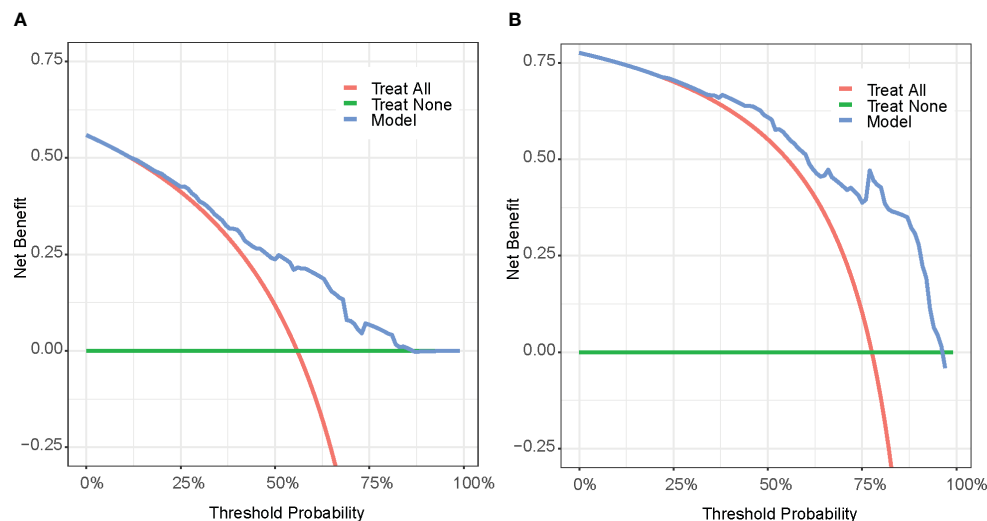 A
0.75
0.50
0.25
0.00
−0.25
Net Benefit
Treat All
Treat None
Model
0%
25%
50%
75%
100%
Threshold Probability
B
0.75
0.50
0.25
0.00
−0.25
Net Benefit
Treat All
Treat None
Model
0%
25%
50%
75%
100%
Threshold Probability